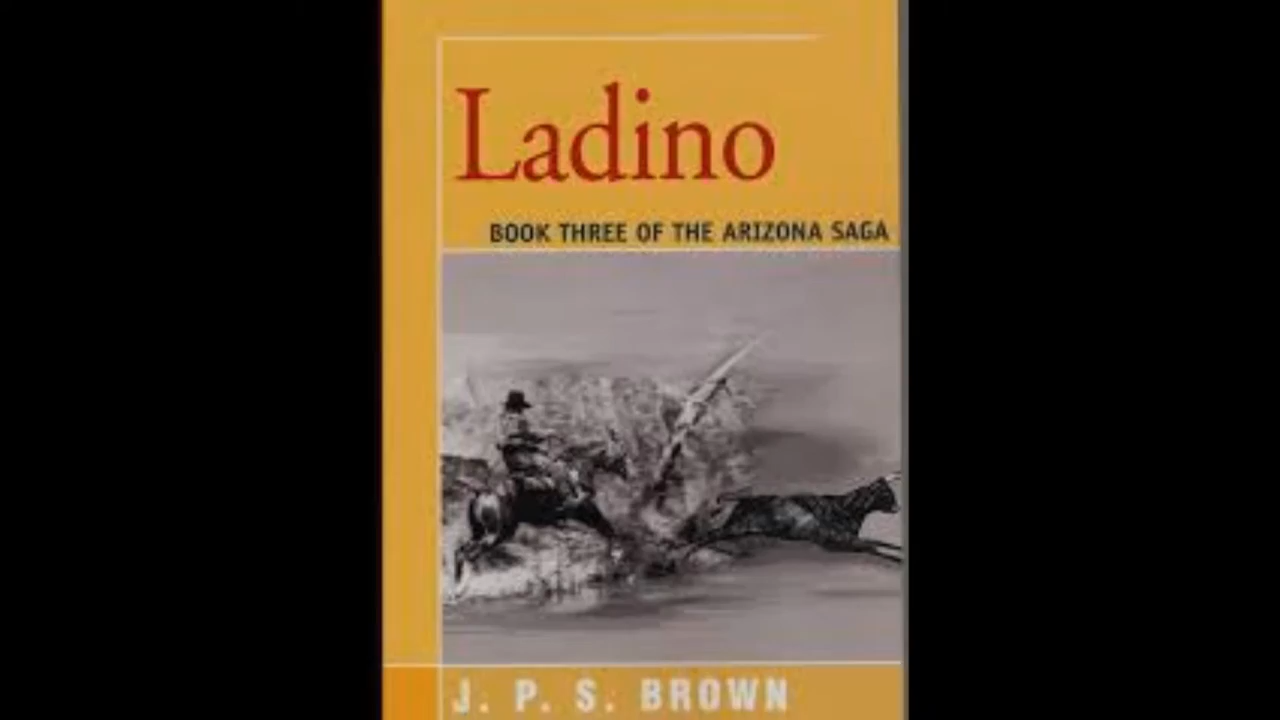 Ladino
BOOK THREE OF THE ARIZONA SAGA
J. P. S. BROWN